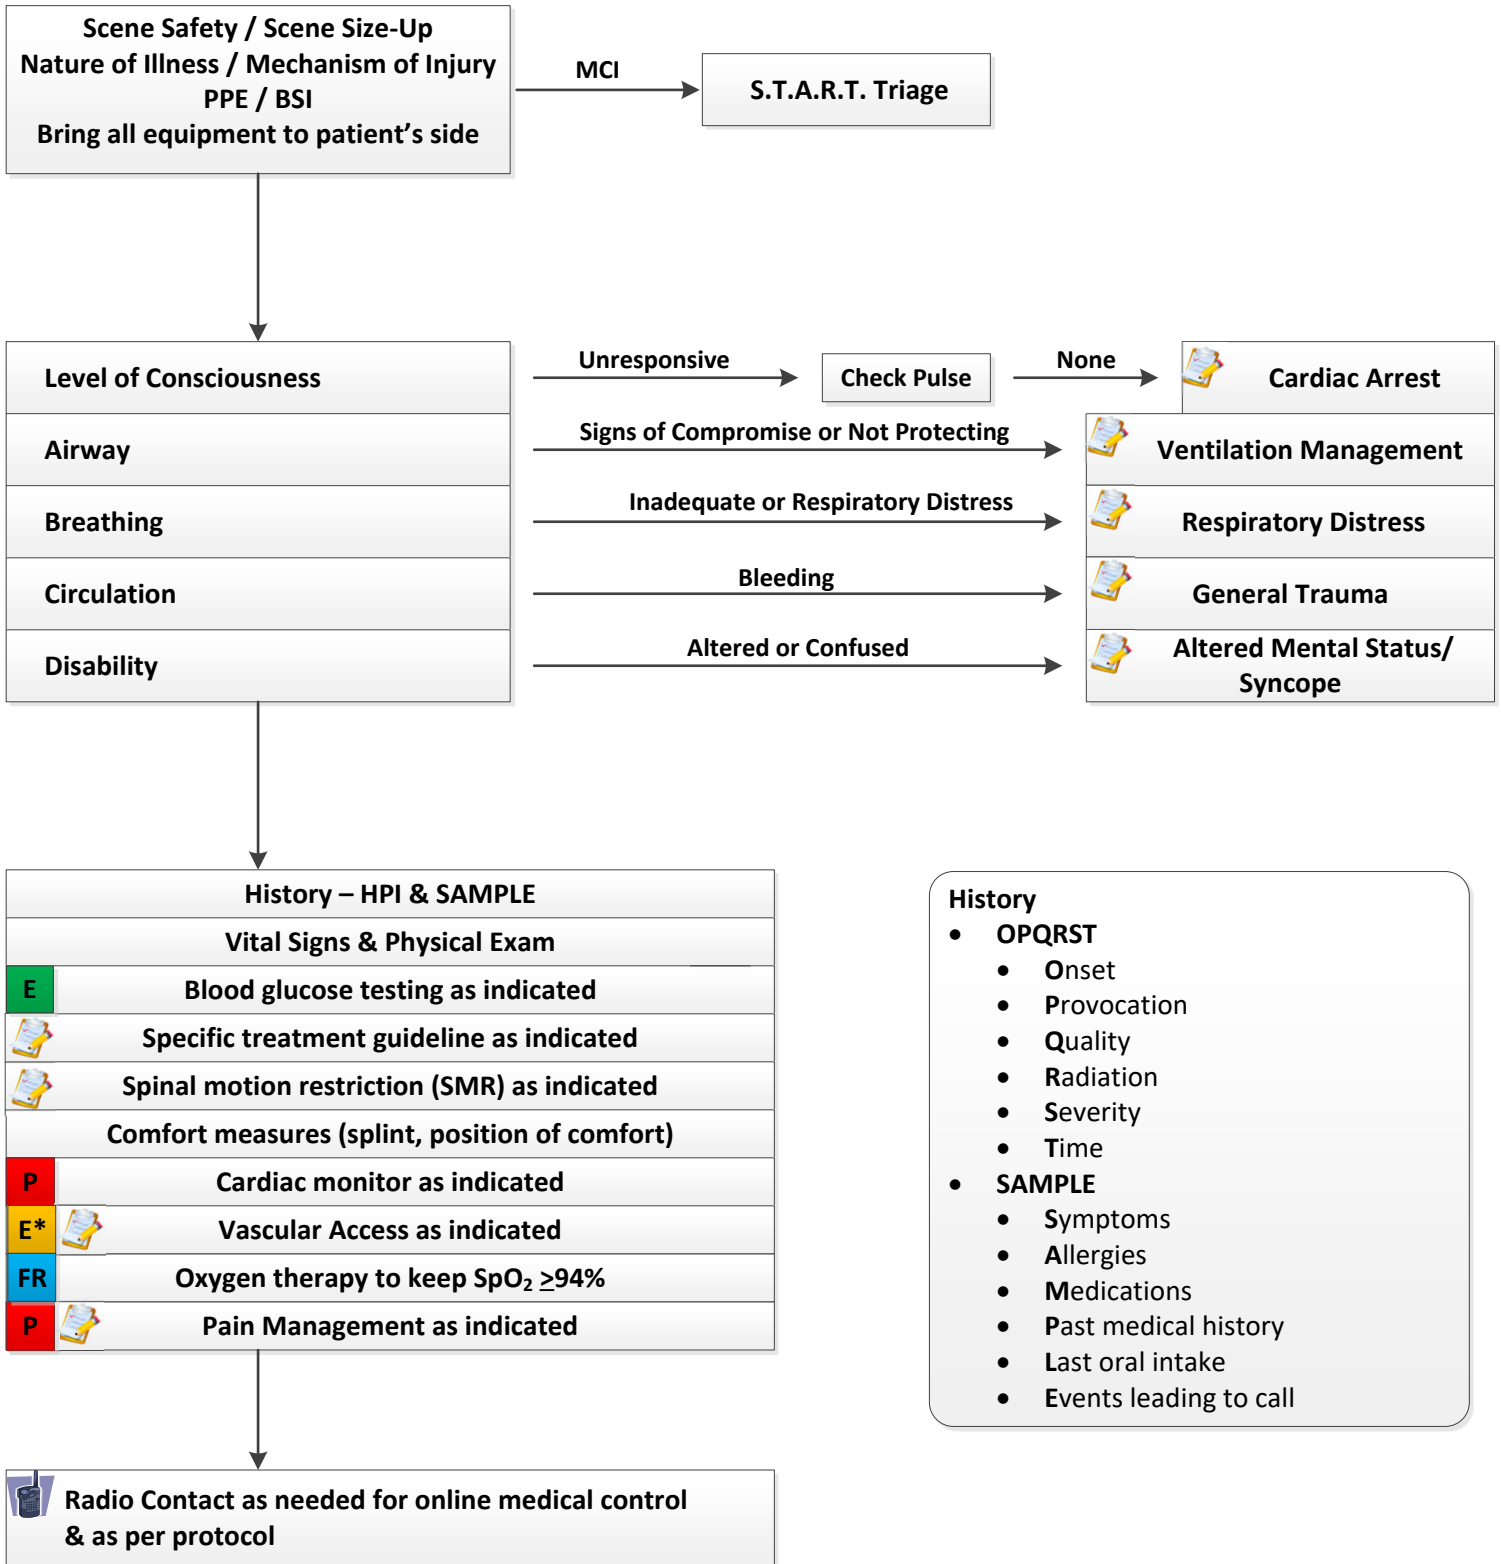 Scene Safety / Scene Size-Up
Nature of Illness / Mechanism of Injury
PPE / BSI
Bring all equipment to patient’s side
MCI
S.T.A.R.T. Triage
Level of Consciousness
Unresponsive
Check Pulse
None
Cardiac Arrest
Airway
Signs of Compromise or Not Protecting
Ventilation Management
Breathing
Inadequate or Respiratory Distress
Respiratory Distress
Circulation
Bleeding
General Trauma
Disability
Altered or Confused
Altered Mental Status/
Syncope
History – HPI & SAMPLE
Vital Signs & Physical Exam
E Blood glucose testing as indicated
Specific treatment guideline as indicated
Spinal motion restriction (SMR) as indicated
Comfort measures (splint, position of comfort)
P Cardiac monitor as indicated
E* Vascular Access as indicated
FR Oxygen therapy to keep SpO₂ ≥94%
P Pain Management as indicated
Radio Contact as needed for online medical control
& as per protocol
History
• OPQRST
• Onset
• Provocation
• Quality
• Radiation
• Severity
• Time
• SAMPLE
• Symptoms
• Allergies
• Medications
• Past medical history
• Last oral intake
• Events leading to call